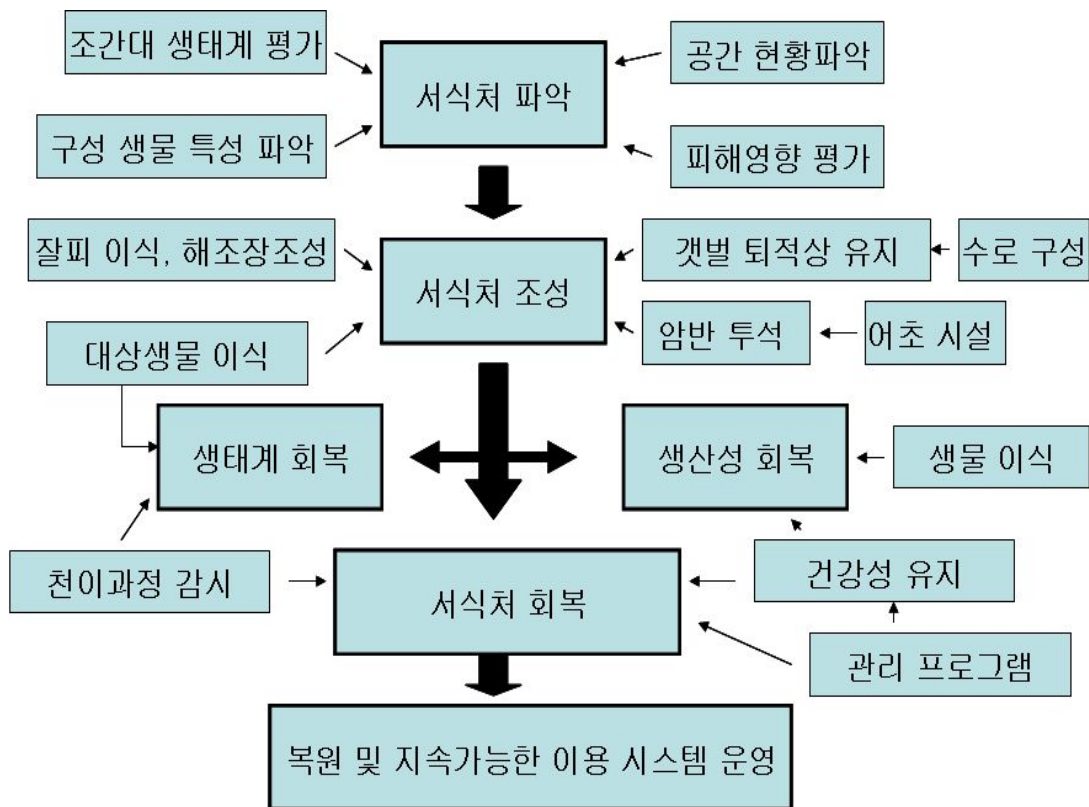 조간대 생태계 평가
공간 현황파악
서식처 파악
구성 생물 특성 파악
피해영향 평가
잘피 이식, 해조장조성
갯벌 퇴적상 유지
수로 구성
서식처 조성
대상생물 이식
암반 투석
어초 시설
생태계 회복
생산성 회복
생물 이식
천이과정 감시
건강성 유지
서식처 회복
관리 프로그램
복원 및 지속가능한 이용 시스템 운영